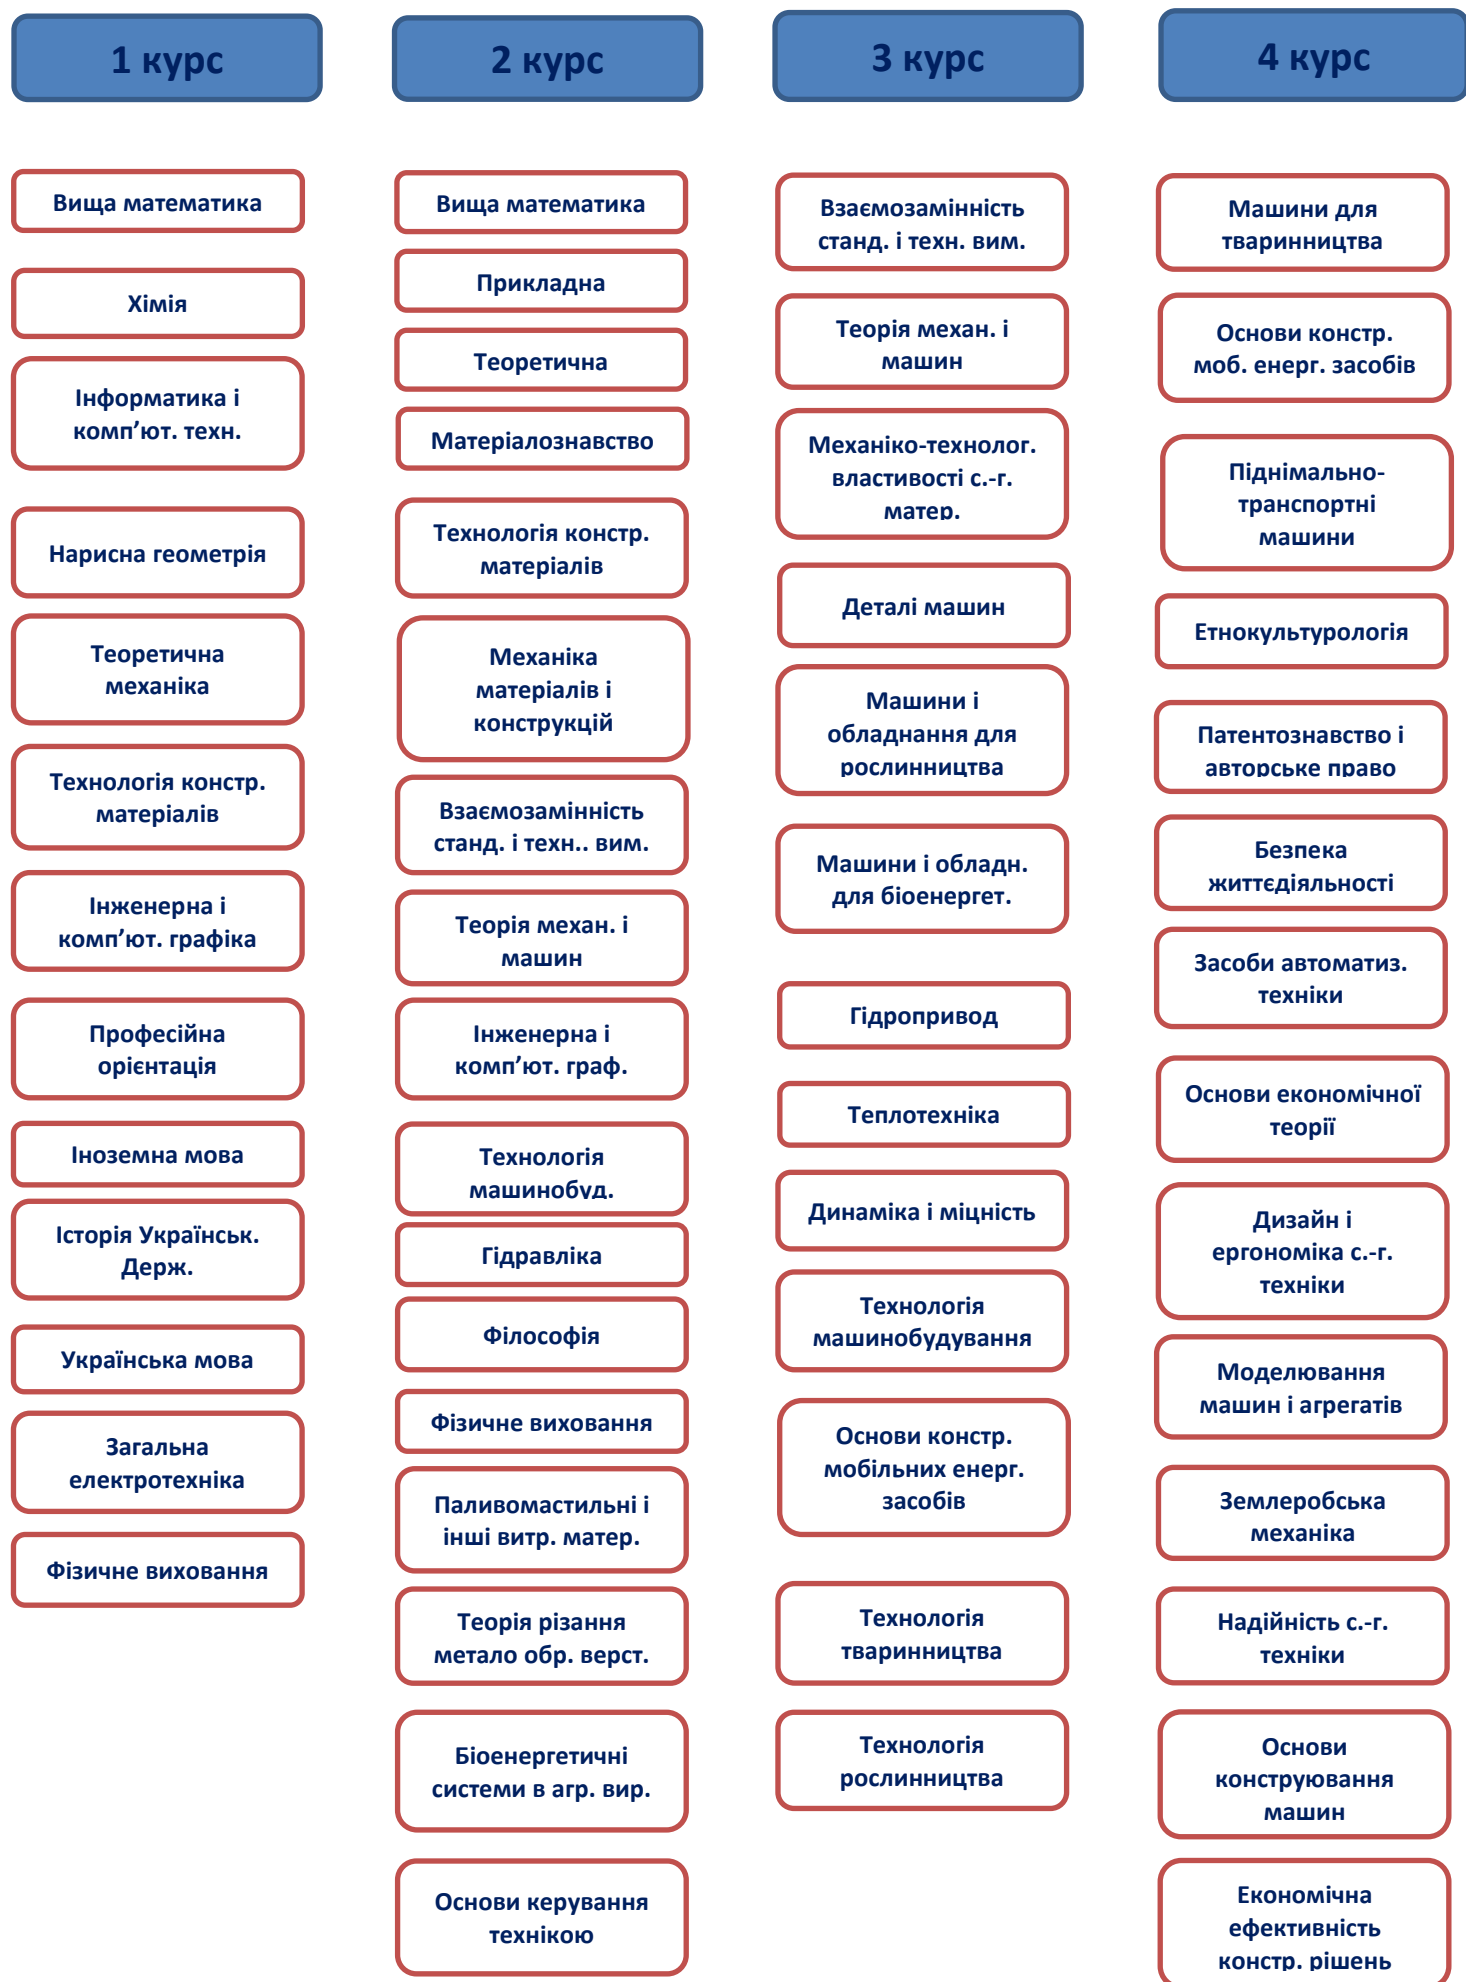 1 курс
Вища математика
Хімія
Інформатика і
комп’ют. техн.
Нарисна геометрія
Теоретична
механіка
Технологія констр.
матеріалів
Інженерна і
комп’ют. графіка
Професійна
орієнтація
Іноземна мова
Історія Українськ.
Держ.
Українська мова
Загальна
електротехніка
Фізичне виховання
2 курс
Вища математика
Прикладна
Теоретична
Матеріалознавство
Технологія констр.
матеріалів
Механіка
матеріалів і
конструкцій
Взаємозамінність
станд. і техн.. вим.
Теорія механ. і
машин
Інженерна і
комп’ют. граф.
Технологія
машинобуд.
Гідравліка
Філософія
Фізичне виховання
Паливомастильні і
інші витр. матер.
Теорія різання
метало обр. верст.
Біоенергетичні
системи в агр. вир.
Основи керування
технікою
3 курс
Взаємозамінність
станд. і техн. вим.
Теорія механ. і
машин
Механіко-технолог.
властивості с.-г.
матер.
Деталі машин
Машини і
обладнання для
рослинництва
Машини і обладн.
для біоенергет.
Гідропривод
Теплотехніка
Динаміка і міцність
Технологія
машинобудування
Основи констр.
мобільних енерг.
засобів
Технологія
тваринництва
Технологія
рослинництва
4 курс
Машини для
тваринництва
Основи констр.
моб. енерг. засобів
Піднімально-
транспортні
машини
Етнокультурологія
Патентознавство і
авторське право
Безпека
життєдіяльності
Засоби автоматиз.
техніки
Основи економічної
теорії
Дизайн і
ергономіка с.-г.
техніки
Моделювання
машин і агрегатів
Землеробська
механіка
Надійність с.-г.
техніки
Основи
конструювання
машин
Економічна
ефективність
констр. рішень